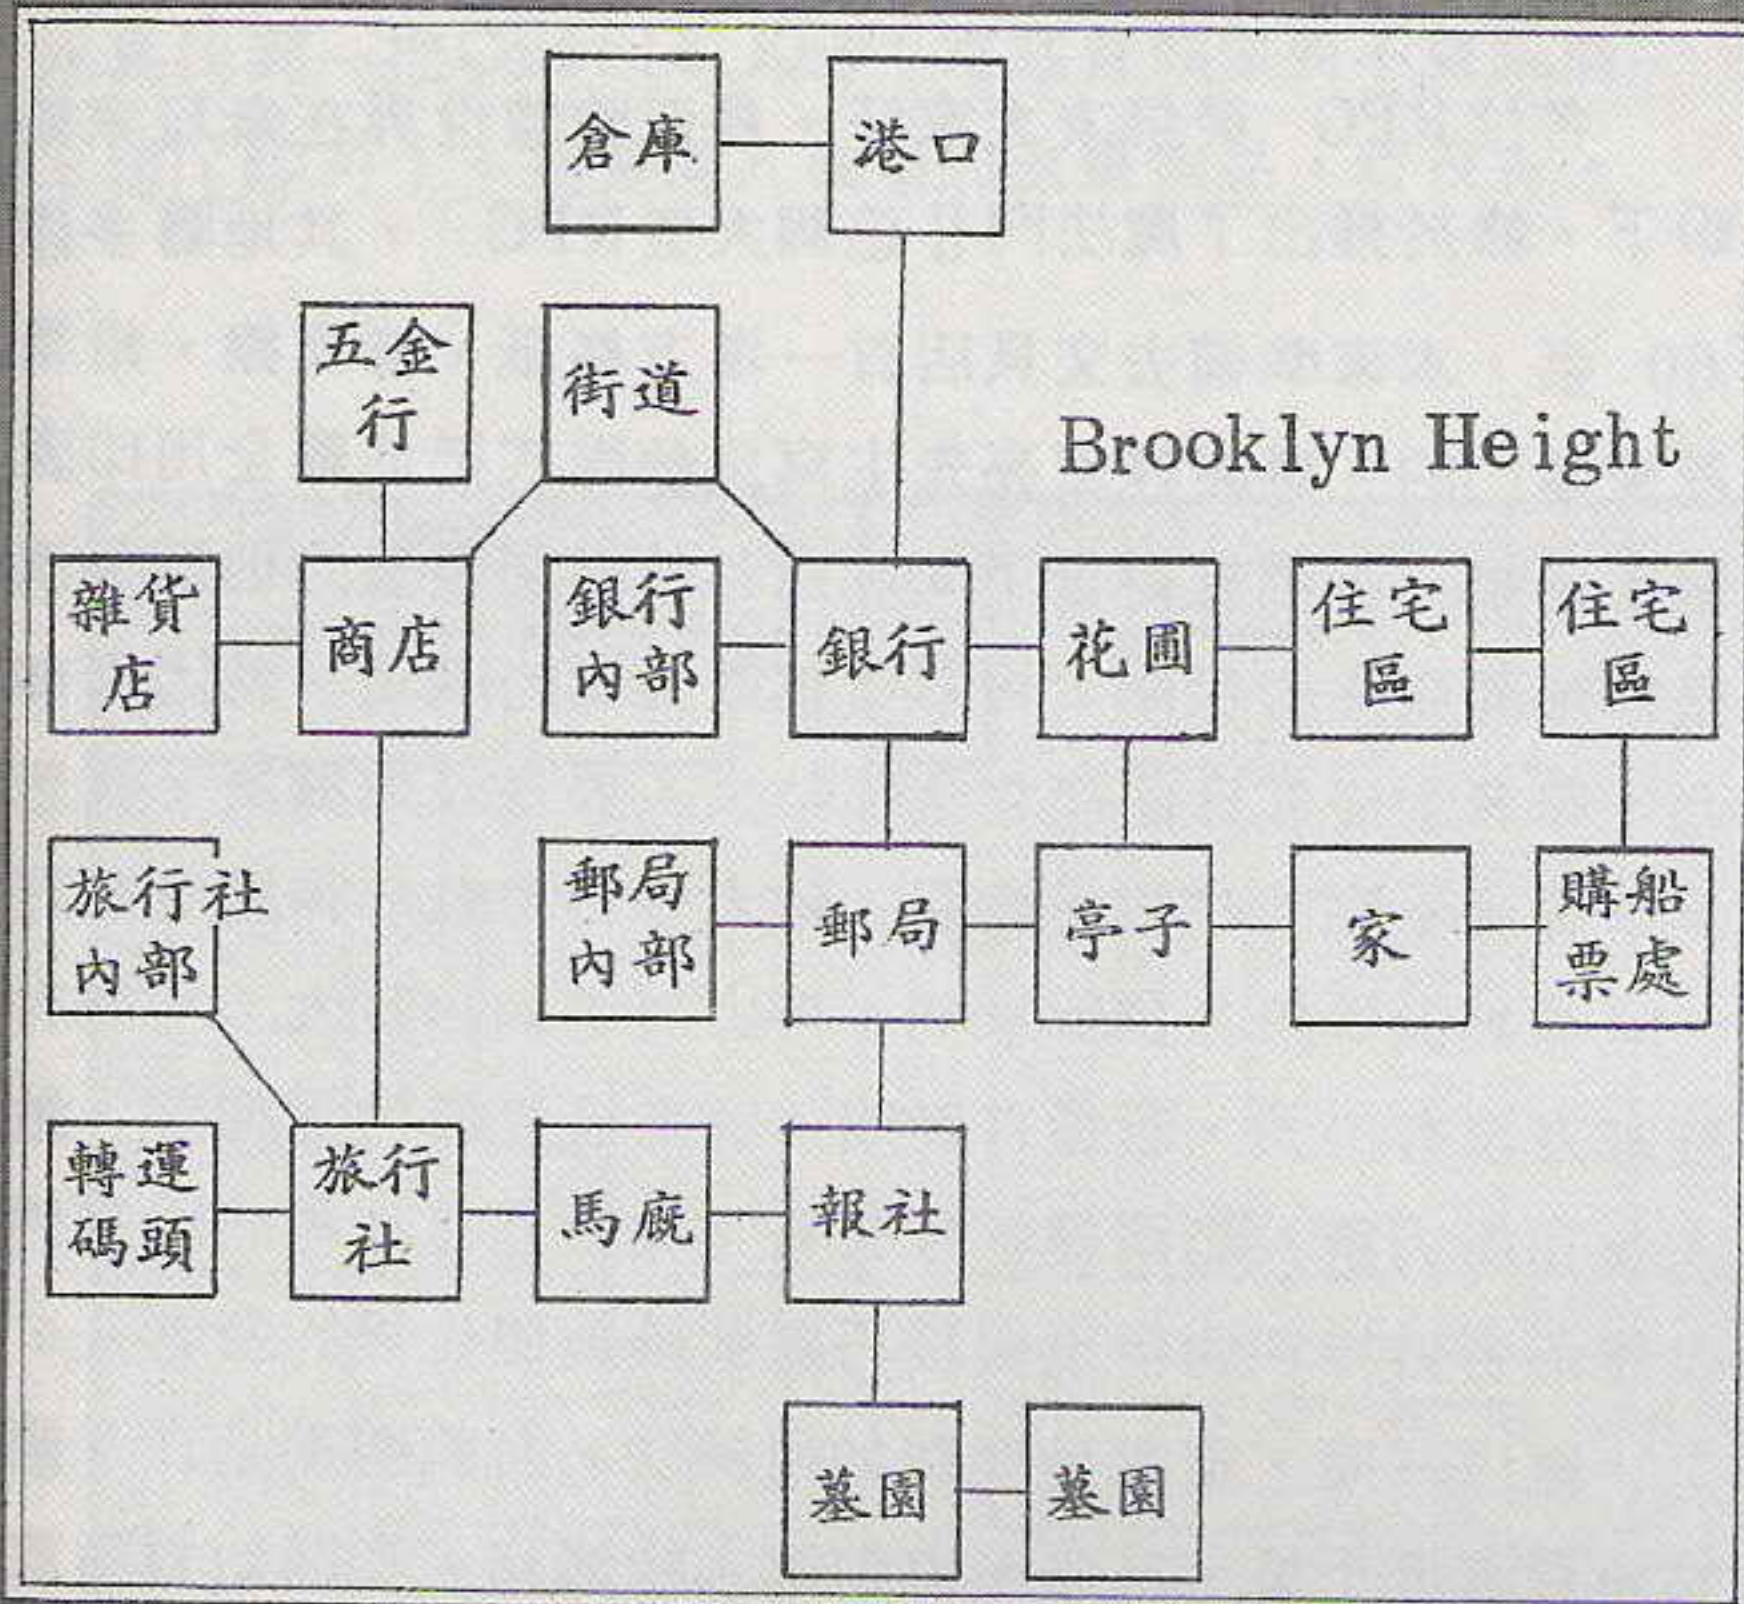 倉庫
港口
五金
行
街道
Brooklyn Height
雜貨
店
商店
銀行
內部
銀行
花圃
住宅
區
住宅
區
旅行社
內部
郵局
內部
郵局
亭子
家
購船
票處
轉運
碼頭
旅行
社
馬廐
報社
墓園
墓園